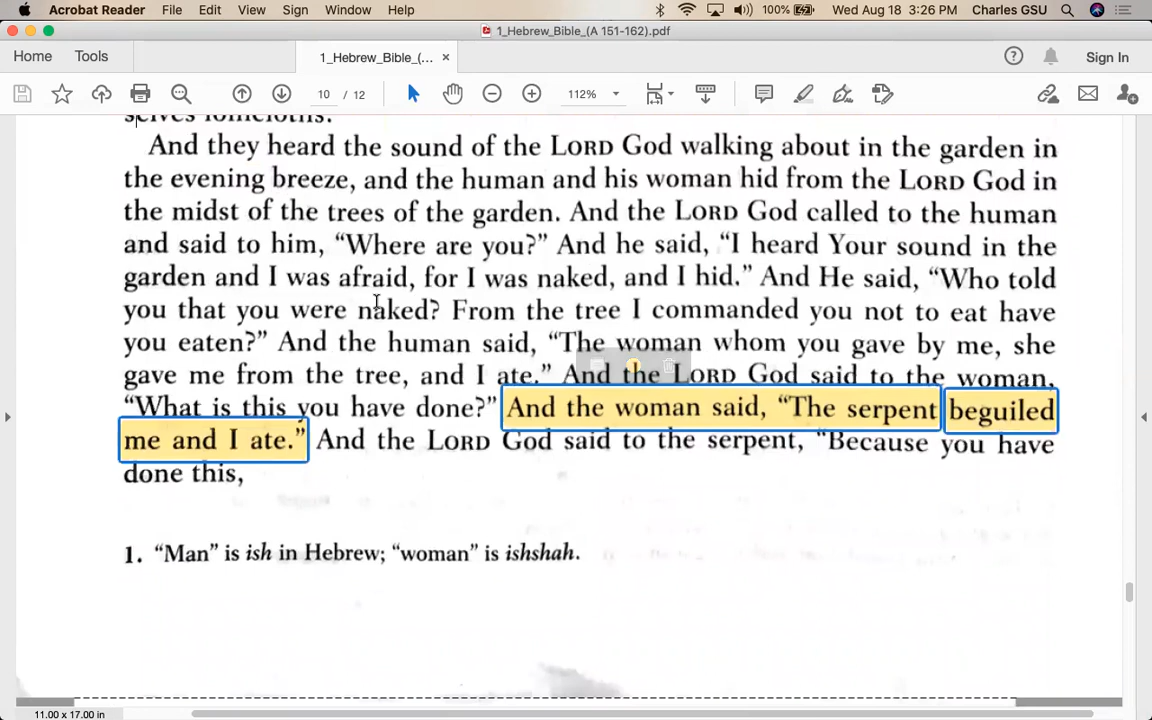 Acrobat Reader File Edit View Sign Window Help 100% Wed Aug 18 3:26 PM Charles GSU
1_Hebrew_Bible_(A 151-162).pdf
Home Tools 1_Hebrew_Bible_(... × Sign In
10 / 12 112%
selves loincloths.
And they heard the sound of the LORD God walking about in the garden in
the evening breeze, and the human and his woman hid from the LORD God in
the midst of the trees of the garden. And the LORD God called to the human
and said to him, “Where are you?” And he said, “I heard Your sound in the
garden and I was afraid, for I was naked, and I hid.” And He said, “Who told
you that you were naked? From the tree I commanded you not to eat have
you eaten?” And the human said, “The woman whom you gave by me, she
gave me from the tree, and I ate.” And the LORD God said to the woman,
“What is this you have done?” And the woman said, “The serpent beguiled
me and I ate.” And the LORD God said to the serpent, “Because you have
done this,
1. “Man” is ish in Hebrew; “woman” is ishshah.
11.00 x 17.00 in